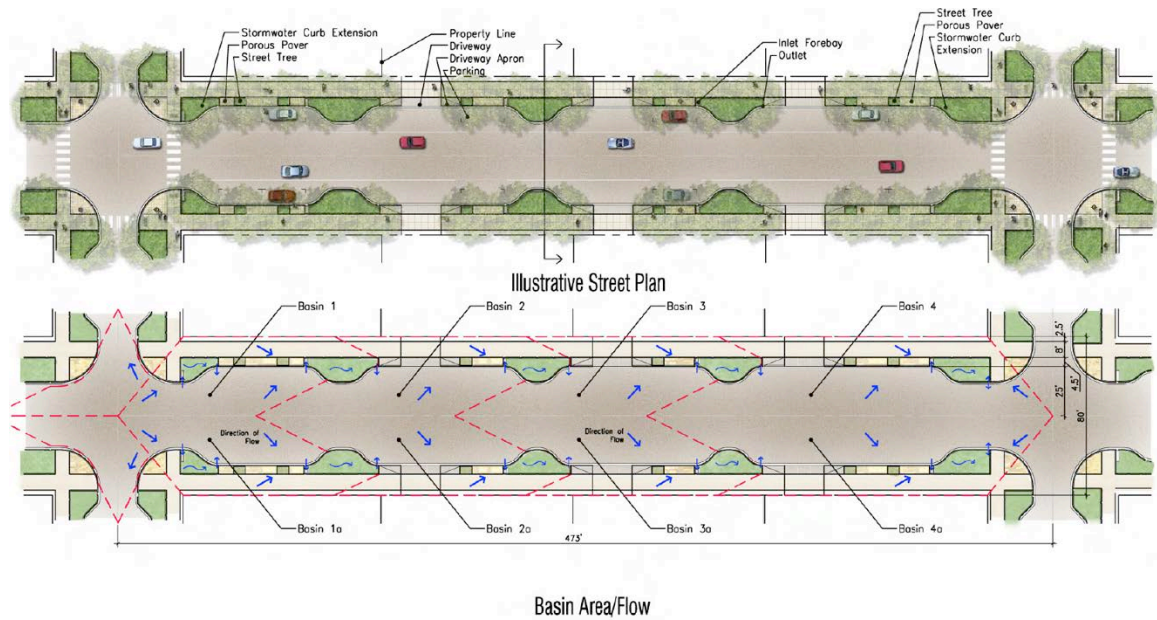 Stormwater Curb Extension
Porous Paver
Street Tree
Property Line
Driveway
Driveway Apron
Parking
Inlet Forebay
Outlet
Street Tree
Porous Paver
Stormwater Curb
Extension
Illustrative Street Plan
Basin 1
Basin 2
Basin 3
Basin 4
2.5'
8'
4.5'
25'
80'
Direction of
Flow
Direction of
Flow
Basin 1a
Basin 2a
Basin 3a
Basin 4a
473'
Basin Area/Flow